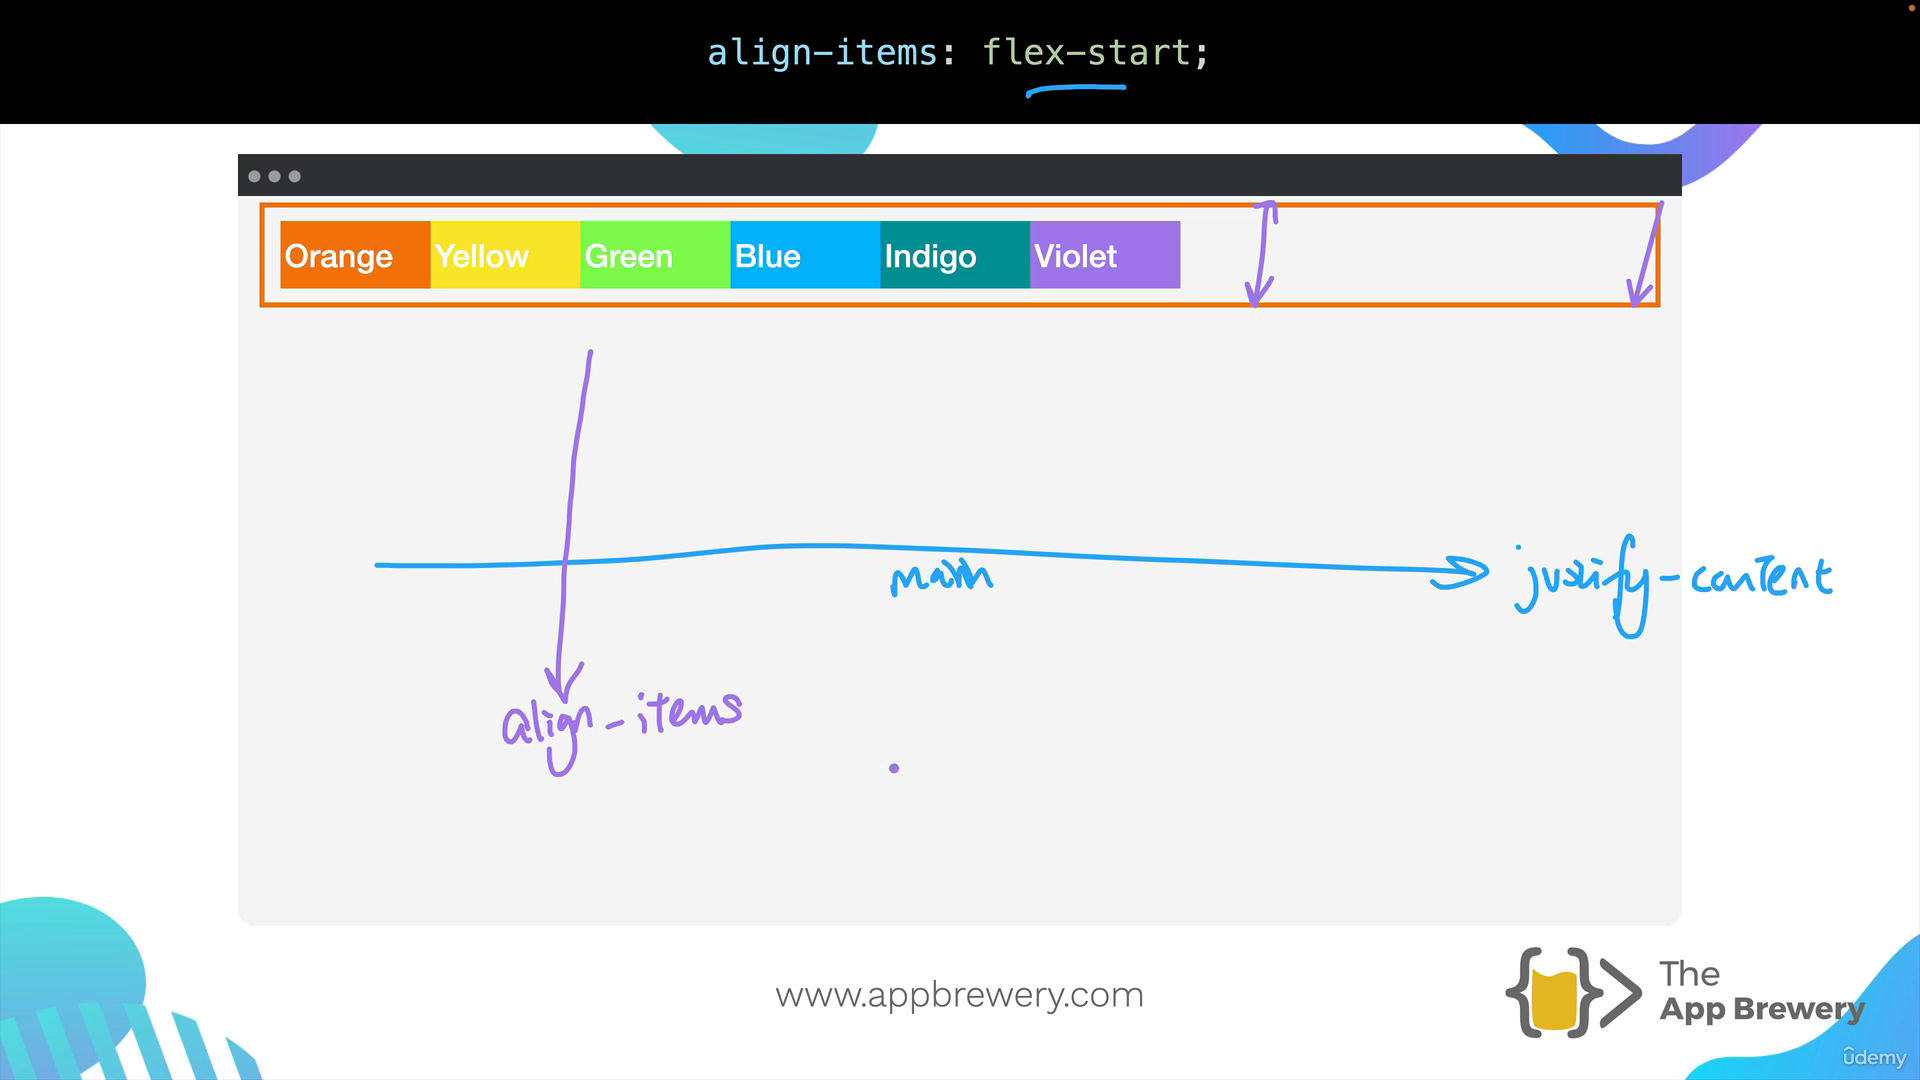 align-items: flex-start;
Orange Yellow Green Blue Indigo Violet
main
justify-content
align-items
www.appbrewery.com
The
App Brewery
ûdemy